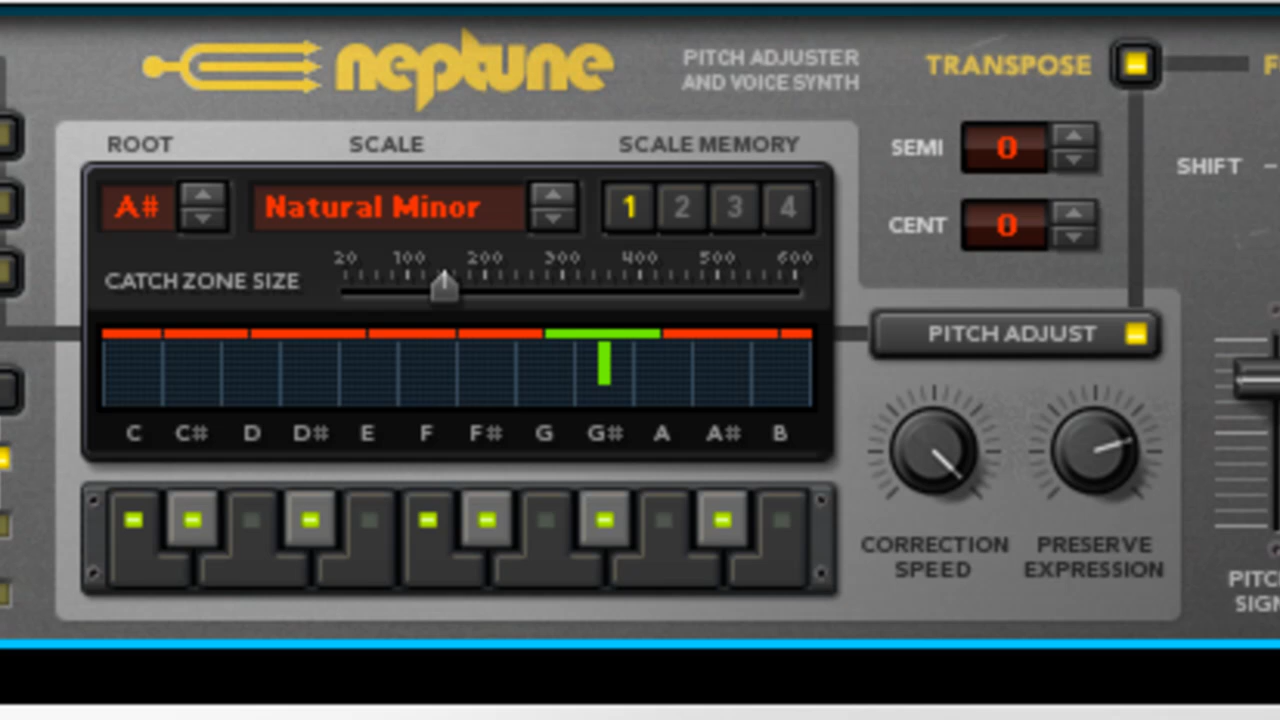 neptune
PITCH ADJUSTER
AND VOICE SYNTH
TRANSPOSE
ROOT SCALE SCALE MEMORY
SEMI 0
SHIFT
A# Natural Minor 1 2 3 4
CENT 0
20 100 200 300 400 500 600
CATCH ZONE SIZE
PITCH ADJUST
C C# D D# E F F# G G# A A# B
CORRECTION
SPEED
PRESERVE
EXPRESSION